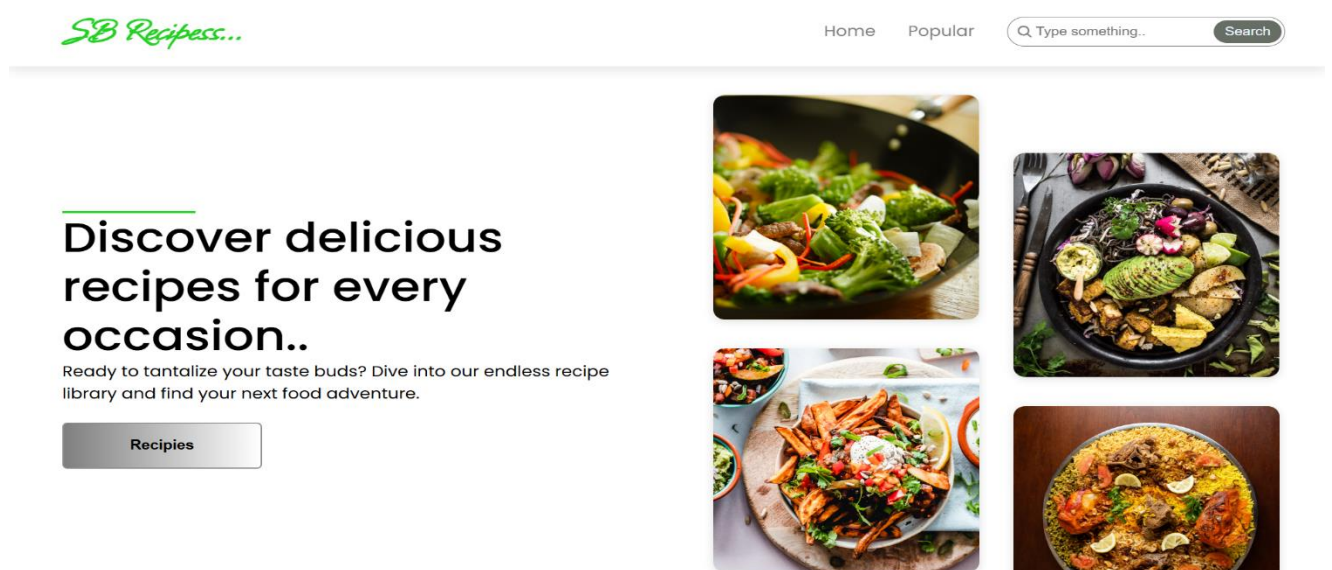 SB Recipess...
Home
Popular
Type something..
Search
Discover delicious
recipes for every
occasion..
Ready to tantalize your taste buds? Dive into our endless recipe
library and find your next food adventure.
Recipies